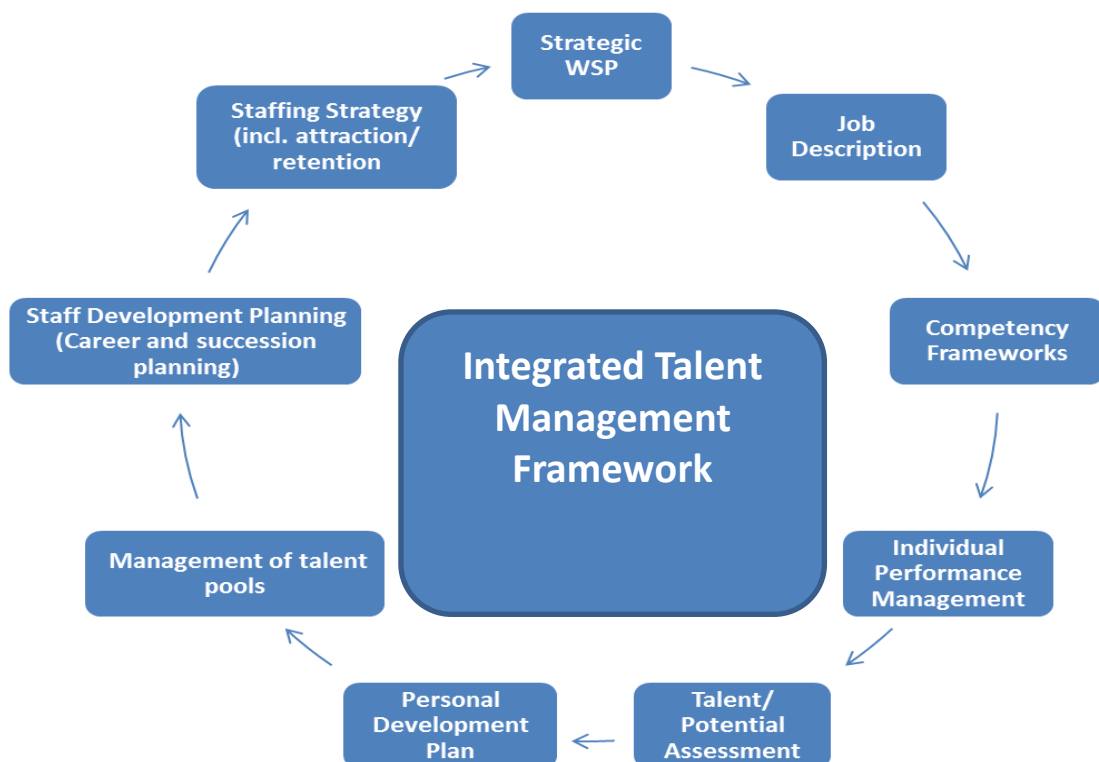 Strategic
WSP
Job
Description
Competency
Frameworks
Individual
Performance
Management
Talent/
Potential
Assessment
Personal
Development
Plan
Management of talent
pools
Staff Development Planning
(Career and succession
planning)
Staffing Strategy
(incl. attraction/
retention
Integrated Talent
Management
Framework